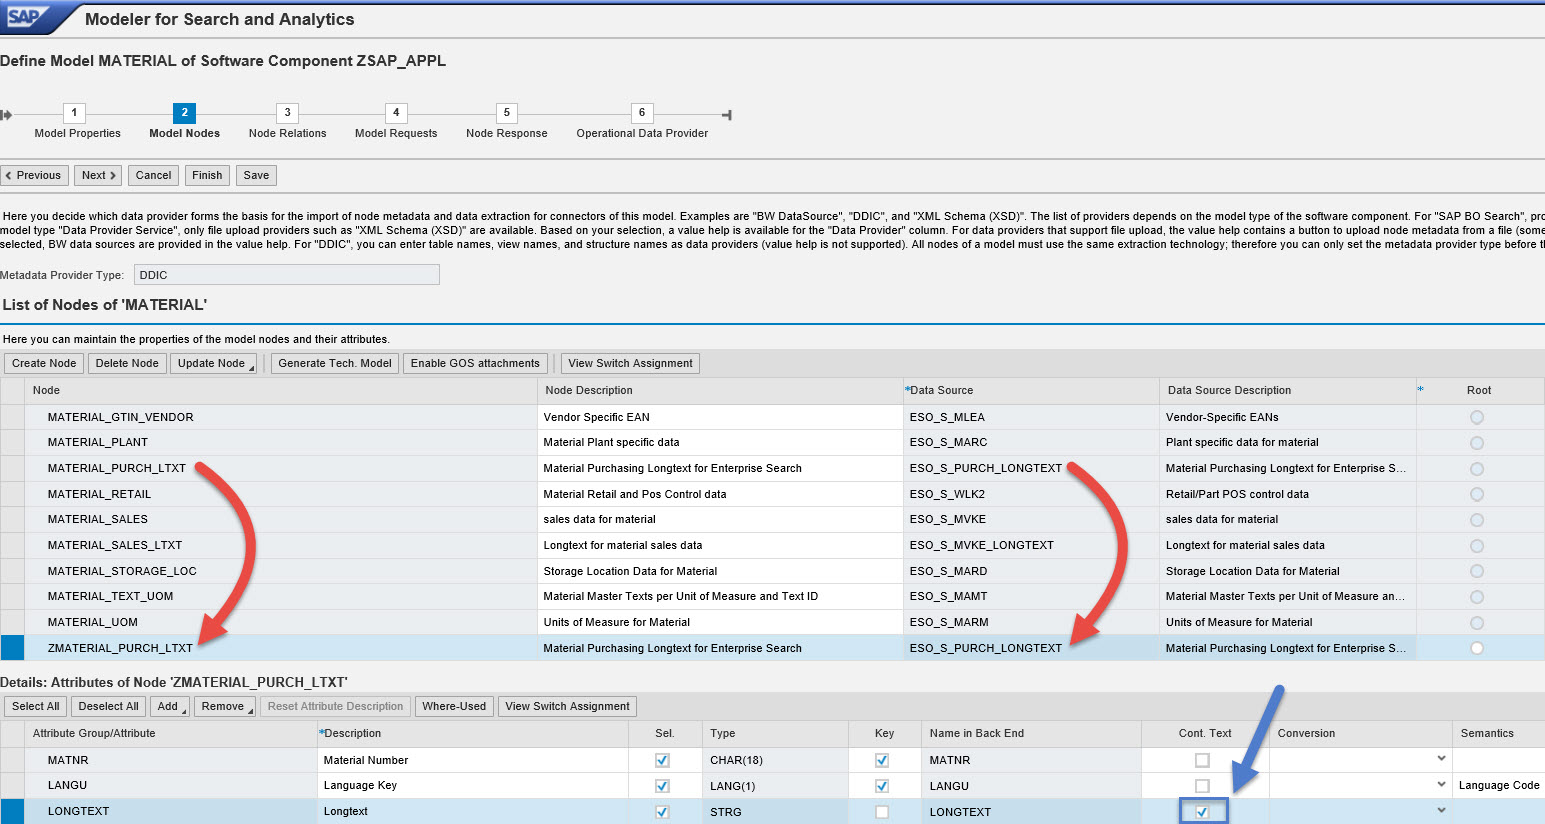 SAP Modeler for Search and Analytics
Define Model MATERIAL of Software Component ZSAP_APPL
1 2 3 4 5 6
Model Properties Model Nodes Node Relations Model Requests Node Response Operational Data Provider
Previous Next Cancel Finish Save
Here you decide which data provider forms the basis for the import of node metadata and data extraction for connectors of this model. Examples are "BW DataSource", "DDIC", and "XML Schema (XSD)". The list of providers depends on the model type of the software component. For "SAP BO Search", pro
model type "Data Provider Service", only file upload providers such as "XML Schema (XSD)" are available. Based on your selection, a value help is available for the "Data Provider" column. For data providers that support file upload, the value help contains a button to upload node metadata from a file (some
selected, BW data sources are provided in the value help. For "DDIC", you can enter table names, view names, and structure names as data providers (value help is not supported). All nodes of a model must use the same extraction technology; therefore you can only set the metadata provider type before t
Metadata Provider Type: DDIC
List of Nodes of 'MATERIAL'
Here you can maintain the properties of the model nodes and their attributes.
Create Node Delete Node Update Node Generate Tech. Model Enable GOS attachments View Switch Assignment
Node Node Description *Data Source Data Source Description * Root
MATERIAL_GTIN_VENDOR Vendor Specific EAN ESO_S_MLEA Vendor-Specific EANs
MATERIAL_PLANT Material Plant specific data ESO_S_MARC Plant specific data for material
MATERIAL_PURCH_LTXT Material Purchasing Longtext for Enterprise Search ESO_S_PURCH_LONGTEXT Material Purchasing Longtext for Enterprise S...
MATERIAL_RETAIL Material Retail and Pos Control data ESO_S_WLK2 Retail/Part POS control data
MATERIAL_SALES sales data for material ESO_S_MVKE sales data for material
MATERIAL_SALES_LTXT Longtext for material sales data ESO_S_MVKE_LONGTEXT Longtext for material sales data
MATERIAL_STORAGE_LOC Storage Location Data for Material ESO_S_MARD Storage Location Data for Material
MATERIAL_TEXT_UOM Material Master Texts per Unit of Measure and Text ID ESO_S_MAMT Material Master Texts per Unit of Measure an...
MATERIAL_UOM Units of Measure for Material ESO_S_MARM Units of Measure for Material
ZMATERIAL_PURCH_LTXT Material Purchasing Longtext for Enterprise Search ESO_S_PURCH_LONGTEXT Material Purchasing Longtext for Enterprise S...
Details: Attributes of Node 'ZMATERIAL_PURCH_LTXT'
Select All Deselect All Add Remove Reset Attribute Description Where-Used View Switch Assignment
Attribute Group/Attribute *Description Sel. Type Key Name in Back End Cont. Text Conversion Semantics
MATNR Material Number CHAR(18) MATNR
LANGU Language Key LANG(1) LANGU Language Code
LONGTEXT Longtext STRG LONGTEXT